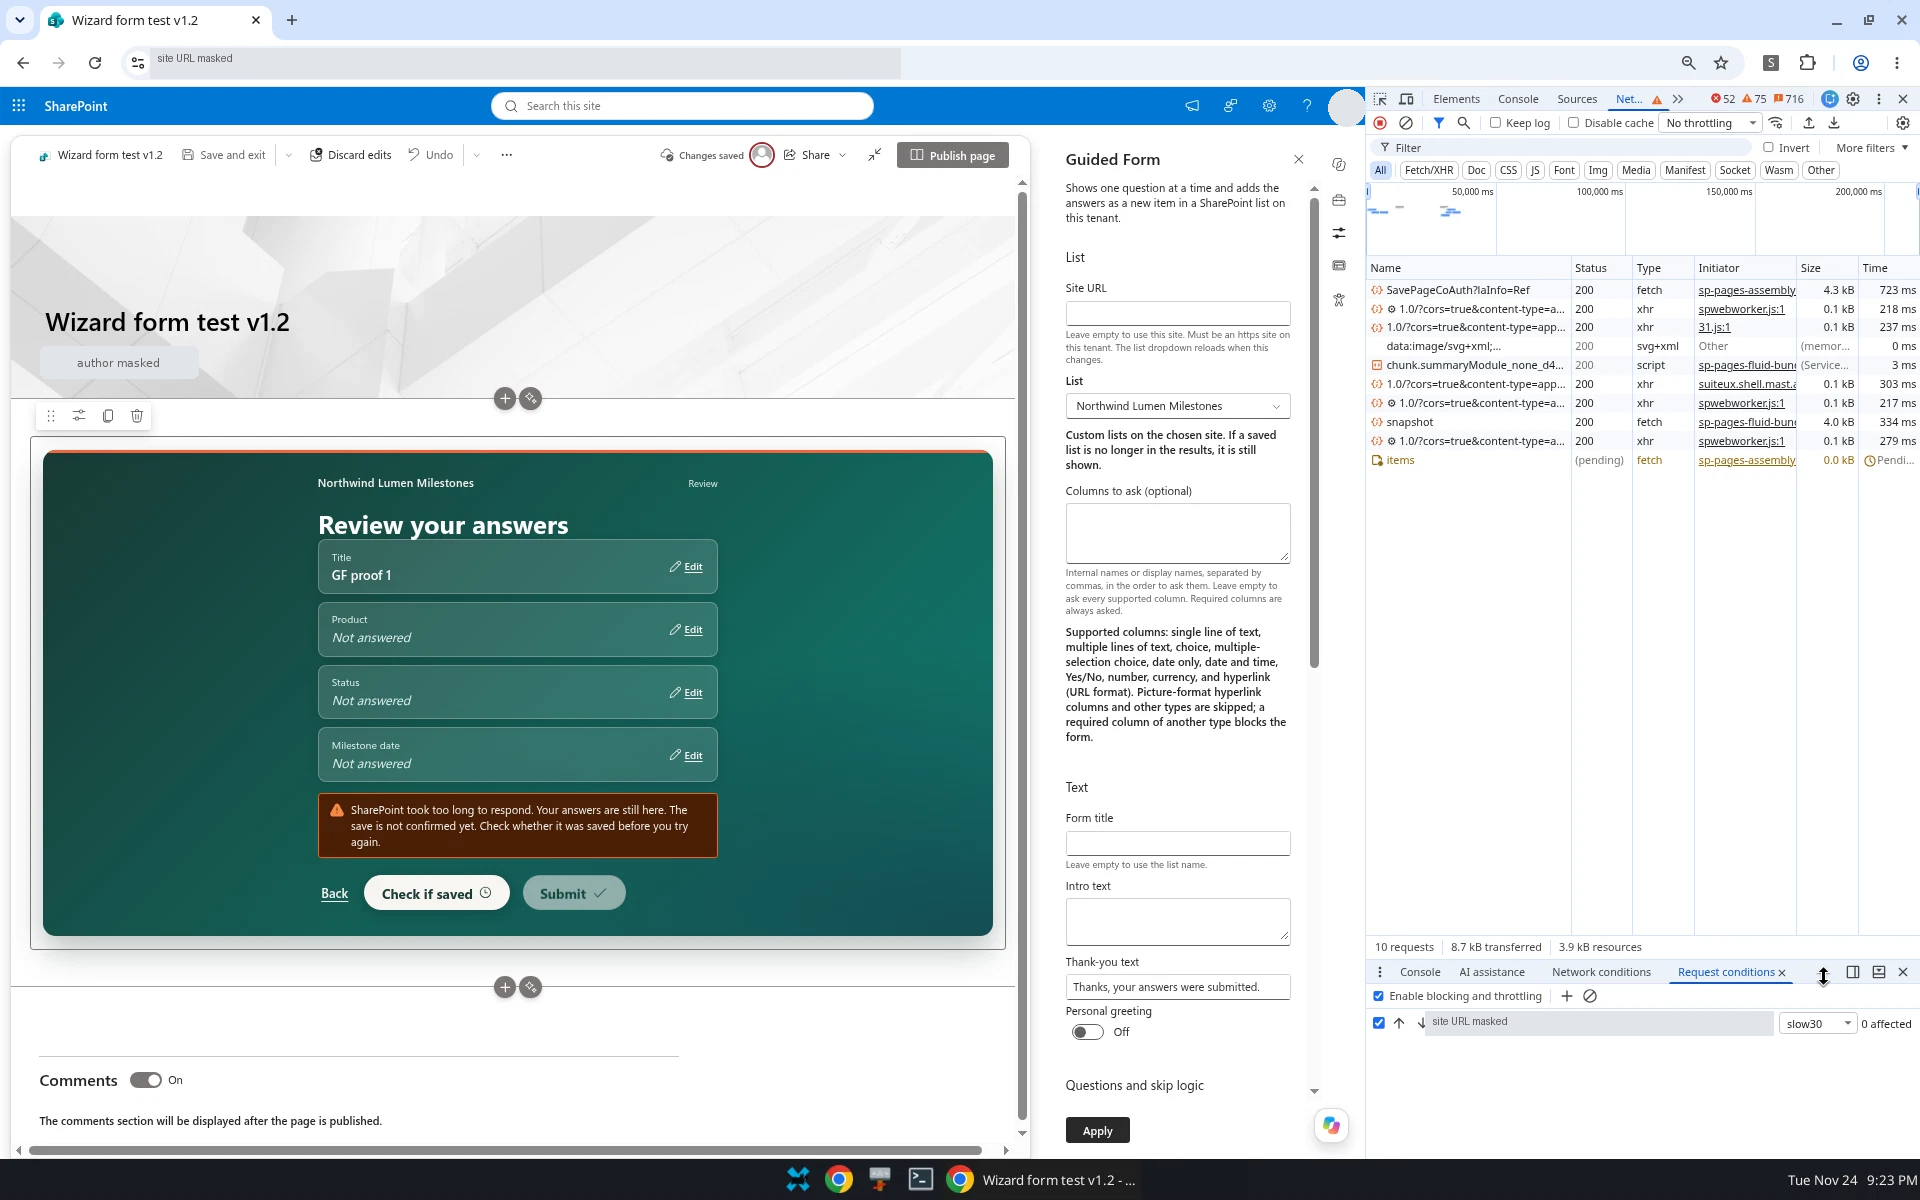 Wizard form test v1.2
site URL masked
SharePoint
Search this site
Wizard form test v1.2
Save and exit
Discard edits
Undo
Changes saved
Share
Publish page
Wizard form test v1.2
author masked
Northwind Lumen Milestones
Review
Review your answers
Title
GF proof 1
Edit
Product
Not answered
Edit
Status
Not answered
Edit
Milestone date
Not answered
Edit
SharePoint took too long to respond. Your answers are still here. The
save is not confirmed yet. Check whether it was saved before you try
again.
Back
Check if saved
Submit
Comments
On
The comments section will be displayed after the page is published.
Guided Form
Shows one question at a time and adds the
answers as a new item in a SharePoint list on
this tenant.
List
Site URL
Leave empty to use this site. Must be an https site on
this tenant. The list dropdown reloads when this
changes.
List
Northwind Lumen Milestones
Custom lists on the chosen site. If a saved
list is no longer in the results, it is still
shown.
Columns to ask (optional)
Internal names or display names, separated by
commas, in the order to ask them. Leave empty to
ask every supported column. Required columns are
always asked.
Supported columns: single line of text,
multiple lines of text, choice, multiple-
selection choice, date only, date and time,
Yes/No, number, currency, and hyperlink
(URL format). Picture-format hyperlink
columns and other types are skipped; a
required column of another type blocks the
form.
Text
Form title
Leave empty to use the list name.
Intro text
Thank-you text
Thanks, your answers were submitted.
Personal greeting
Off
Questions and skip logic
Apply
Elements
Console
Sources
Net...
52
75
716
Keep log
Disable cache
No throttling
Filter
Invert
More filters
All
Fetch/XHR
Doc
CSS
JS
Font
Img
Media
Manifest
Socket
Wasm
Other
50,000 ms
100,000 ms
150,000 ms
200,000 ms
Name Status Type Initiator Size Time
SavePageCoAuth?laInfo=Ref 200 fetch sp-pages-assembly 4.3 kB 723 ms
1.0/?cors=true&content-type=a... 200 xhr spwebworker.js:1 0.1 kB 218 ms
1.0/?cors=true&content-type=app... 200 xhr 31.js:1 0.1 kB 237 ms
data:image/svg+xml;... 200 svg+xml Other (memor... 0 ms
chunk.summaryModule_none_d4... 200 script sp-pages-fluid-bun (Service... 3 ms
1.0/?cors=true&content-type=app... 200 xhr suiteux.shell.mast.a 0.1 kB 303 ms
1.0/?cors=true&content-type=a... 200 xhr spwebworker.js:1 0.1 kB 217 ms
snapshot 200 fetch sp-pages-fluid-bun 4.0 kB 334 ms
1.0/?cors=true&content-type=a... 200 xhr spwebworker.js:1 0.1 kB 279 ms
items (pending) fetch sp-pages-assembly 0.0 kB Pendi...
10 requests
8.7 kB transferred
3.9 kB resources
Console
AI assistance
Network conditions
Request conditions
Enable blocking and throttling
site URL masked
slow30
0 affected
Wizard form test v1.2 - ...
Tue Nov 24 9:23 PM